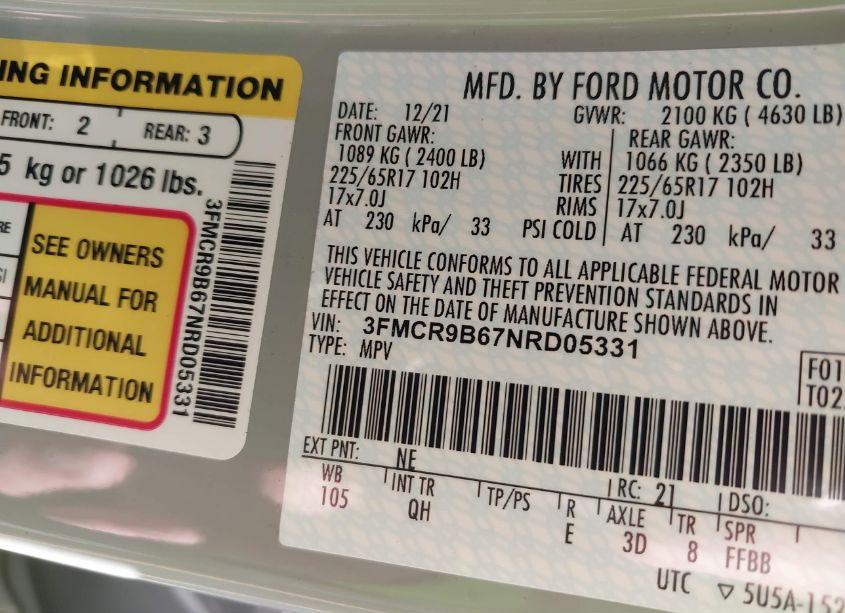 ING INFORMATION
FRONT: 2 REAR: 3
5 kg or 1026 lbs.
SEE OWNERS
MANUAL FOR
ADDITIONAL
INFORMATION
3FMCR9B67NRD05331
MFD. BY FORD MOTOR CO.
DATE: 12/21 GVWR: 2100 KG ( 4630 LB)
FRONT GAWR: REAR GAWR:
1089 KG ( 2400 LB) WITH 1066 KG ( 2350 LB)
225/65R17 102H TIRES 225/65R17 102H
17x7.0J RIMS 17x7.0J
AT 230 kPa/ 33 PSI COLD AT 230 kPa/ 33
THIS VEHICLE CONFORMS TO ALL APPLICABLE FEDERAL MOTOR
VEHICLE SAFETY AND THEFT PREVENTION STANDARDS IN
EFFECT ON THE DATE OF MANUFACTURE SHOWN ABOVE.
VIN: 3FMCR9B67NRD05331
TYPE: MPV
F01
T02
EXT PNT: NE RC: 21 DSO:
WB INT TR TP/PS R AXLE TR SPR
105 QH E 3D 8 FFBB
UTC ▽ 5U5A-152